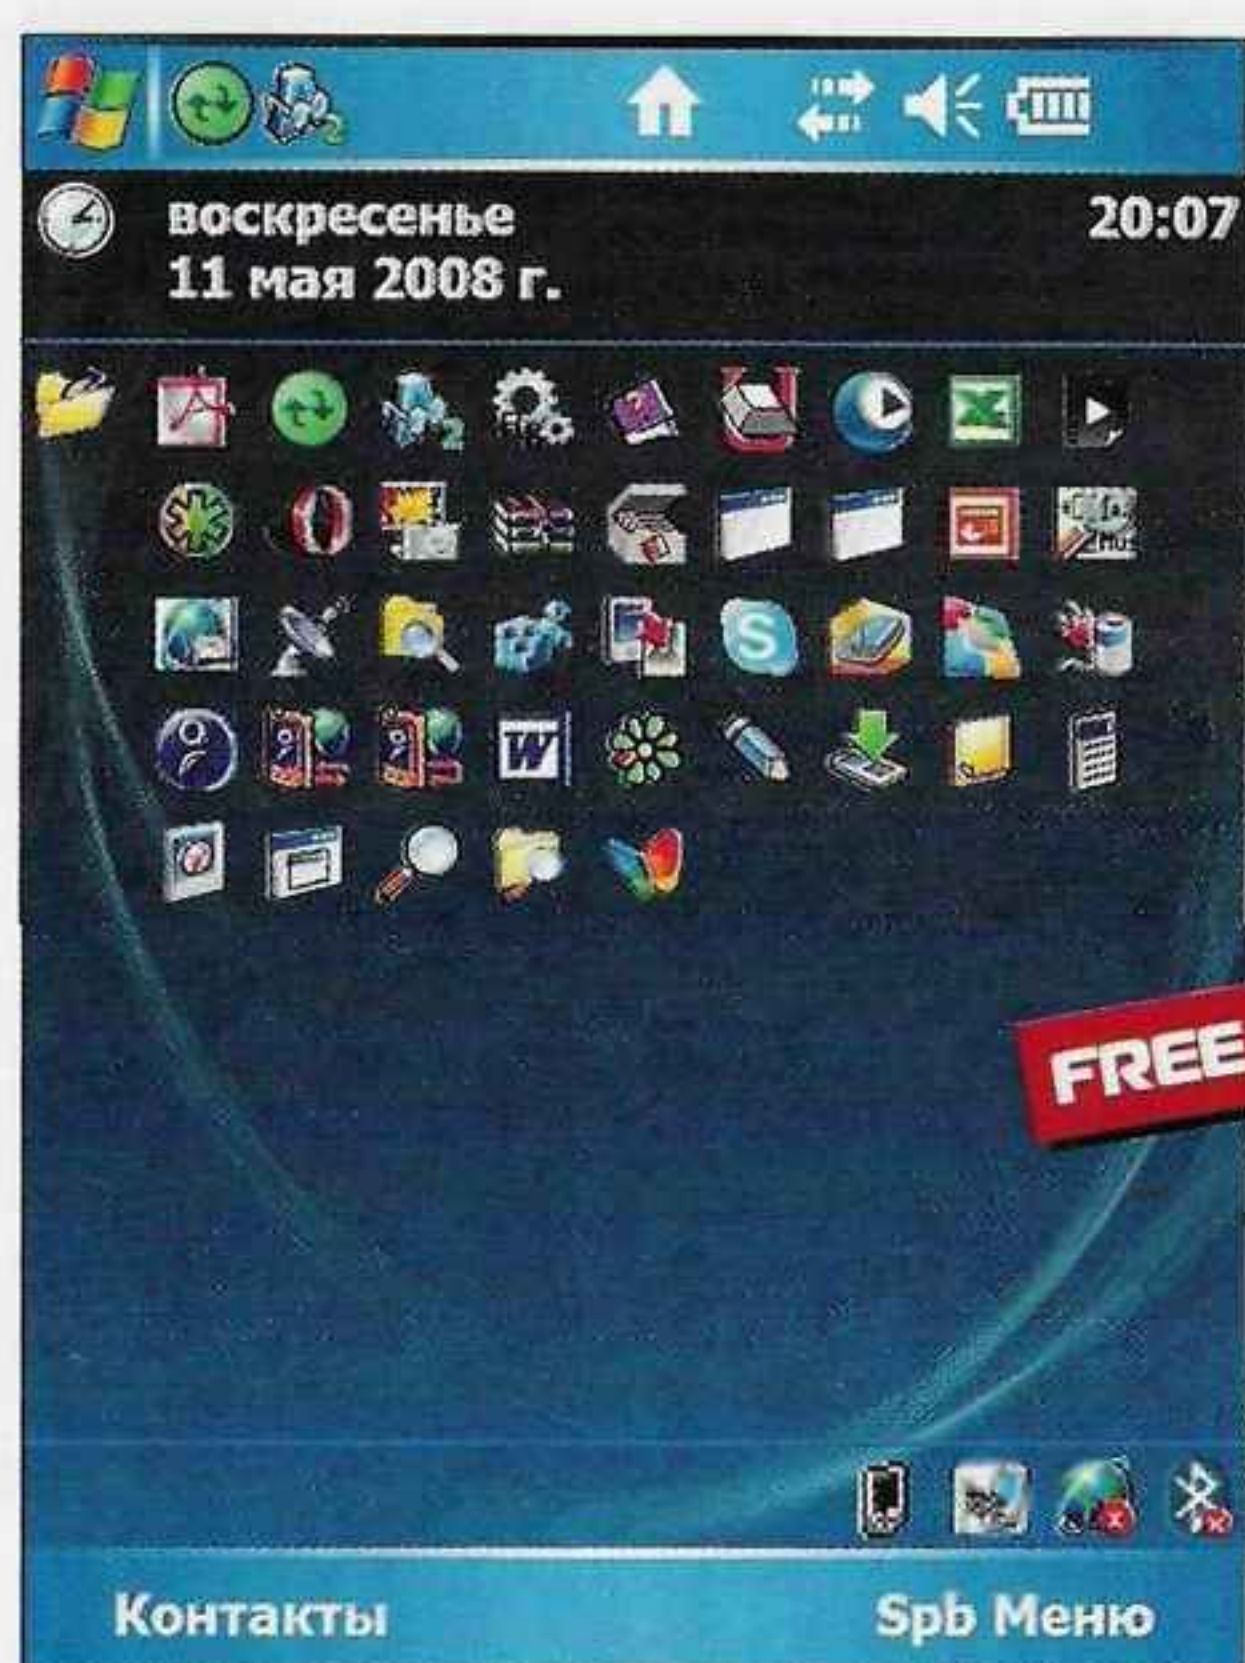 воскресенье
20:07
11 мая 2008 г.
FREE
Контакты
Spb Меню